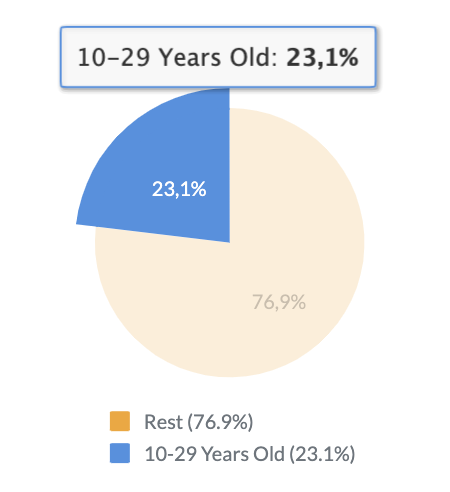 10–29 Years Old: 23,1%
23,1%
76,9%
Rest (76.9%)
10-29 Years Old (23.1%)